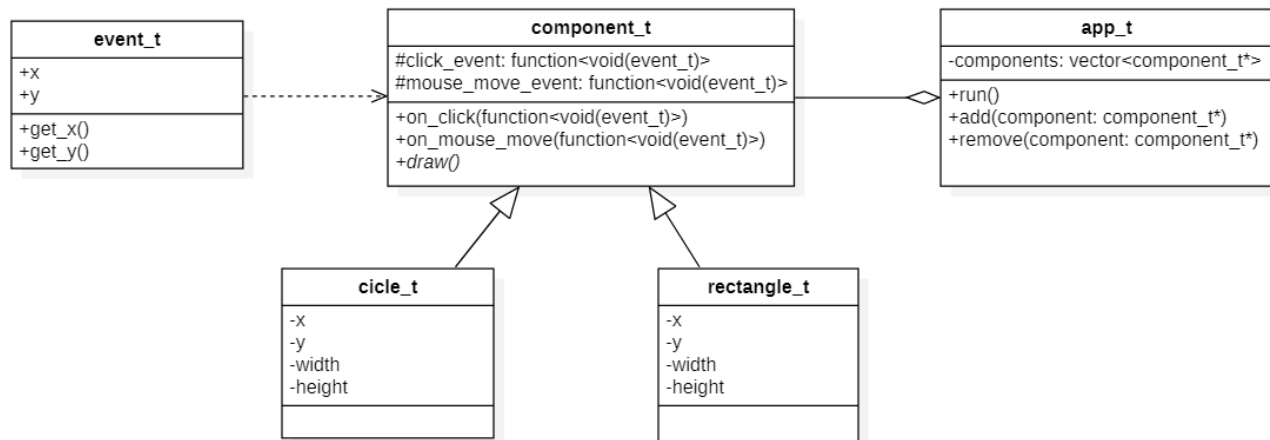 event_t
+x
+y
+get_x()
+get_y()
component_t
#click_event: function<void(event_t)>
#mouse_move_event: function<void(event_t)>
+on_click(function<void(event_t)>)
+on_mouse_move(function<void(event_t)>)
+draw()
app_t
-components: vector<component_t*>
+run()
+add(component: component_t*)
+remove(component: component_t*)
cicle_t
-x
-y
-width
-height
rectangle_t
-x
-y
-width
-height